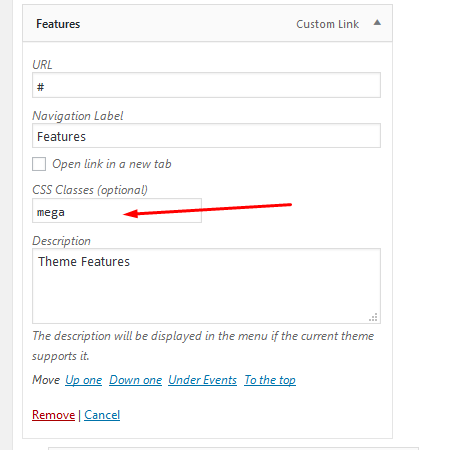 Features Custom Link
URL
#
Navigation Label
Features
Open link in a new tab
CSS Classes (optional)
mega
Description
Theme Features
The description will be displayed in the menu if the current theme
supports it.
Move Up one Down one Under Events To the top
Remove | Cancel